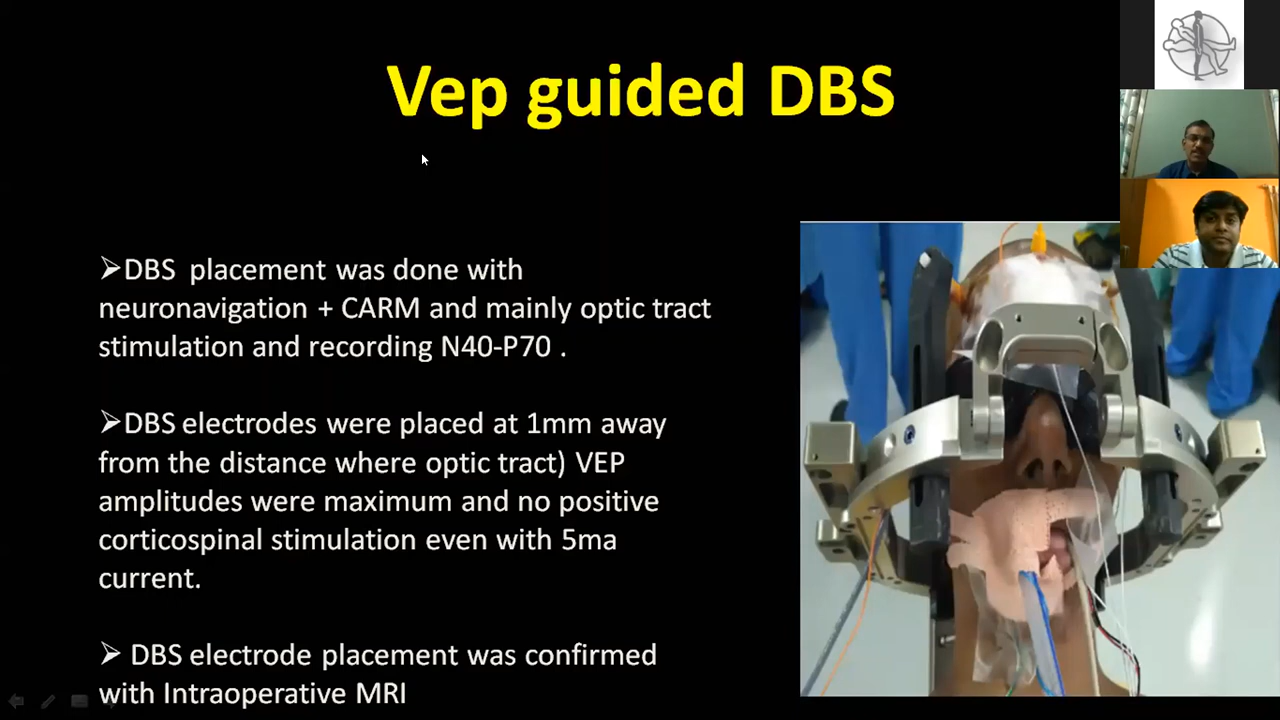 Vep guided DBS
➢DBS placement was done with
neuronavigation + CARM and mainly optic tract
stimulation and recording N40-P70 .
➢DBS electrodes were placed at 1mm away
from the distance where optic tract) VEP
amplitudes were maximum and no positive
corticospinal stimulation even with 5ma
current.
➢ DBS electrode placement was confirmed
with Intraoperative MRI